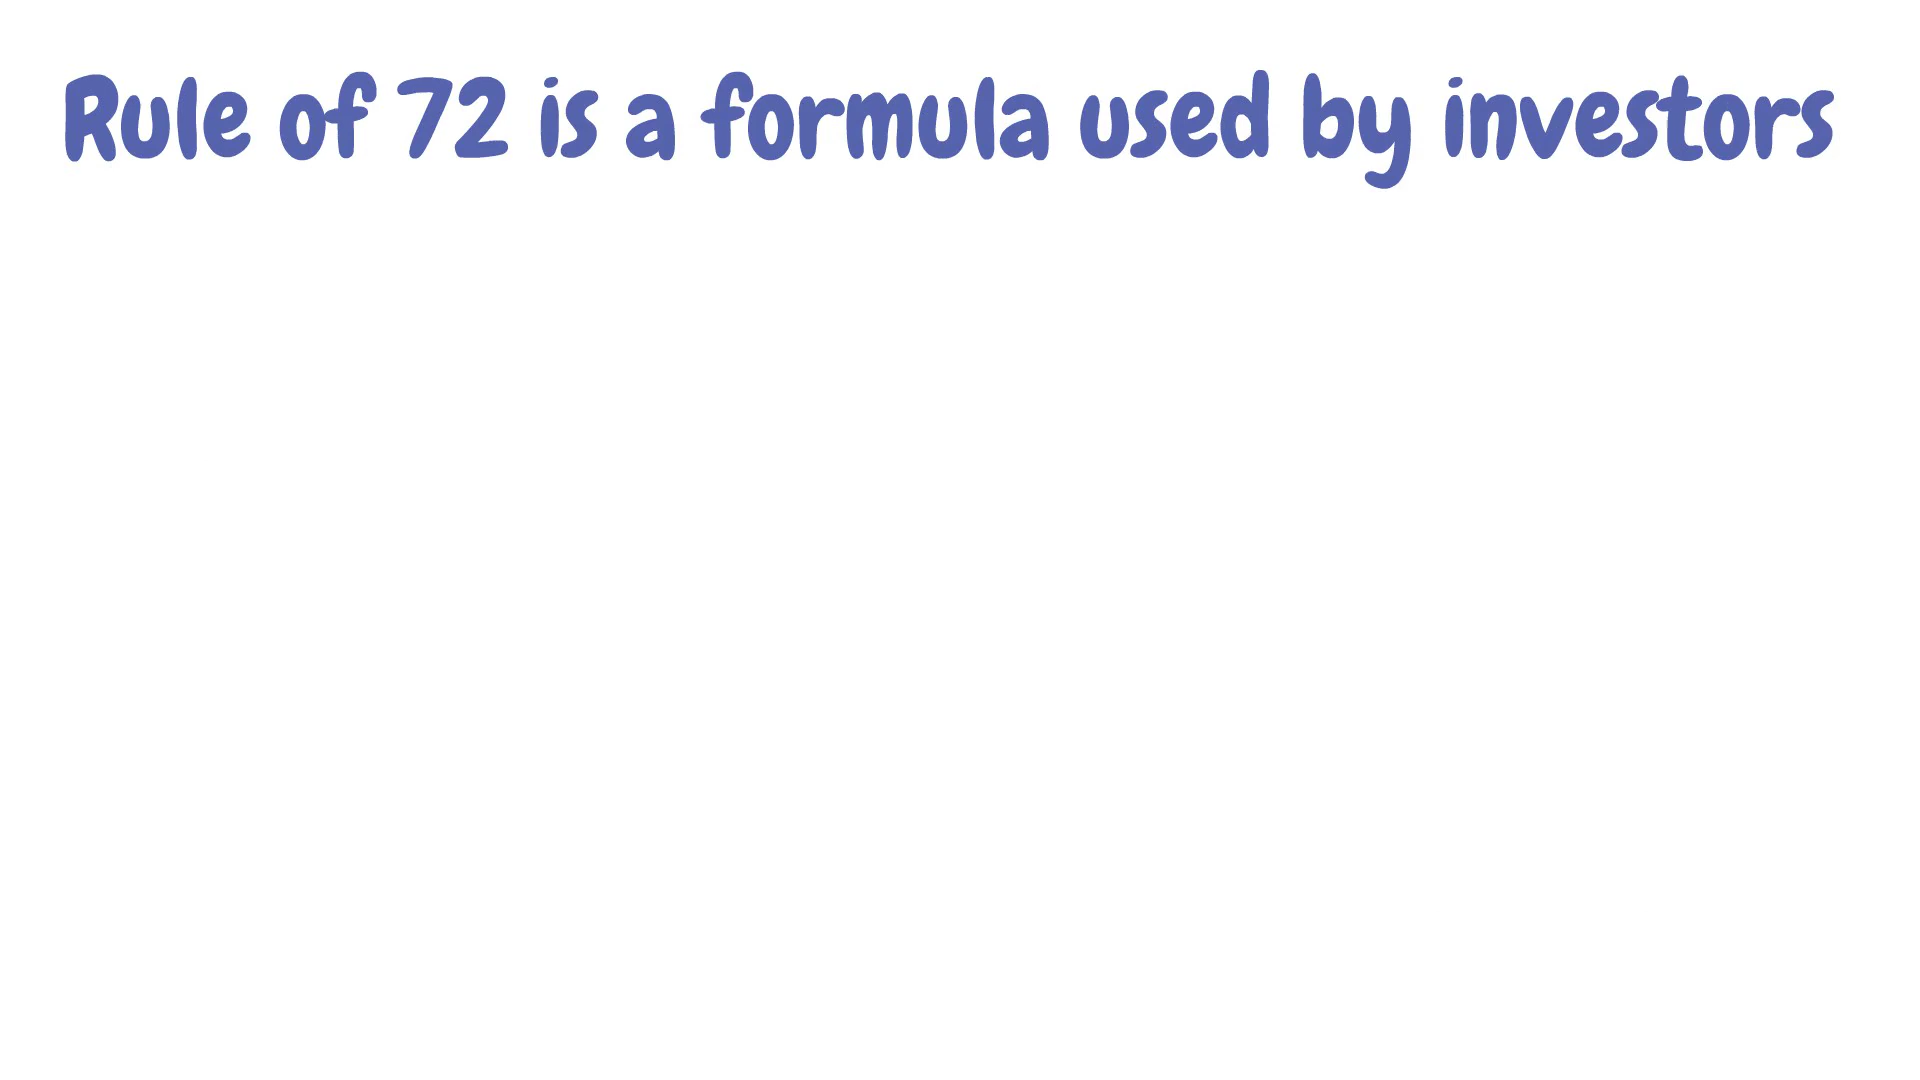 Rule of 72 is a formula used by investors